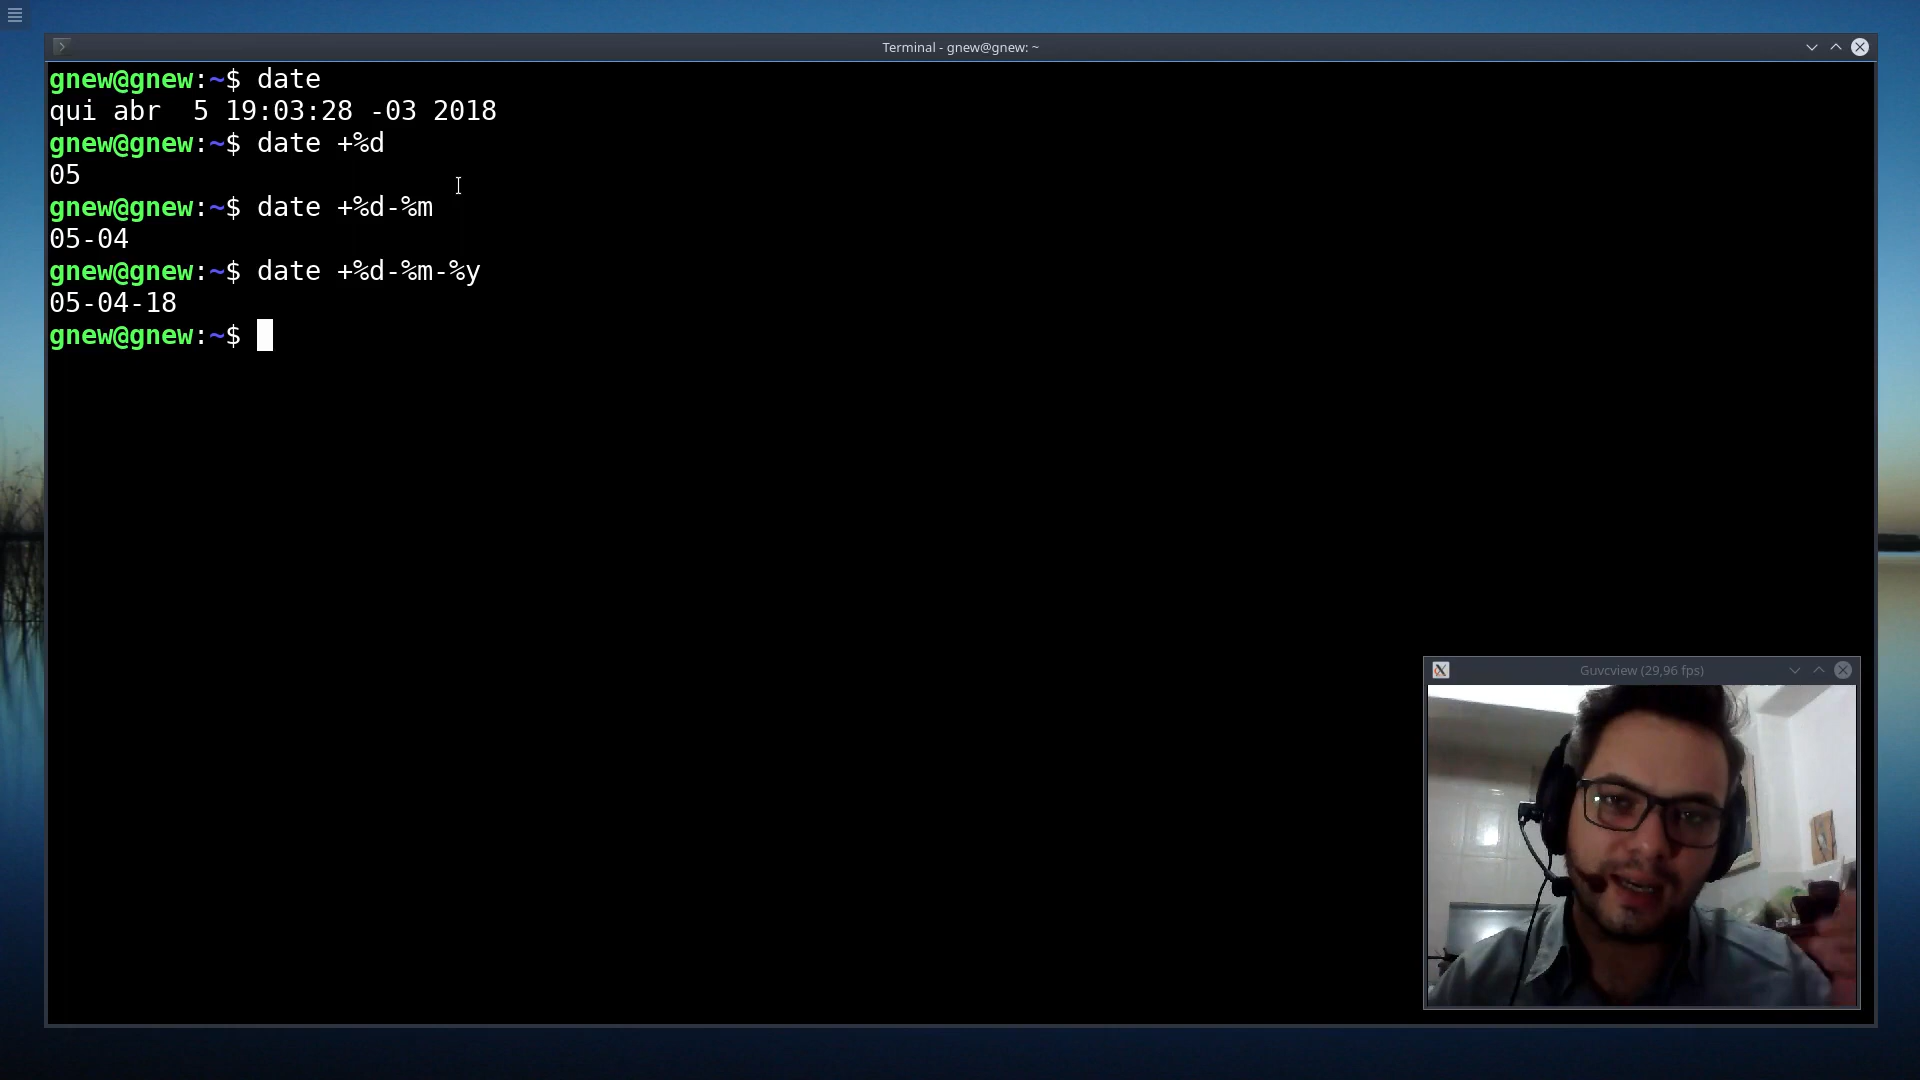 Terminal - gnew@gnew: ~
gnew@gnew:~$ date
qui abr  5 19:03:28 -03 2018
gnew@gnew:~$ date +%d
05
gnew@gnew:~$ date +%d-%m
05-04
gnew@gnew:~$ date +%d-%m-%y
05-04-18
gnew@gnew:~$
Guvcview (29,96 fps)